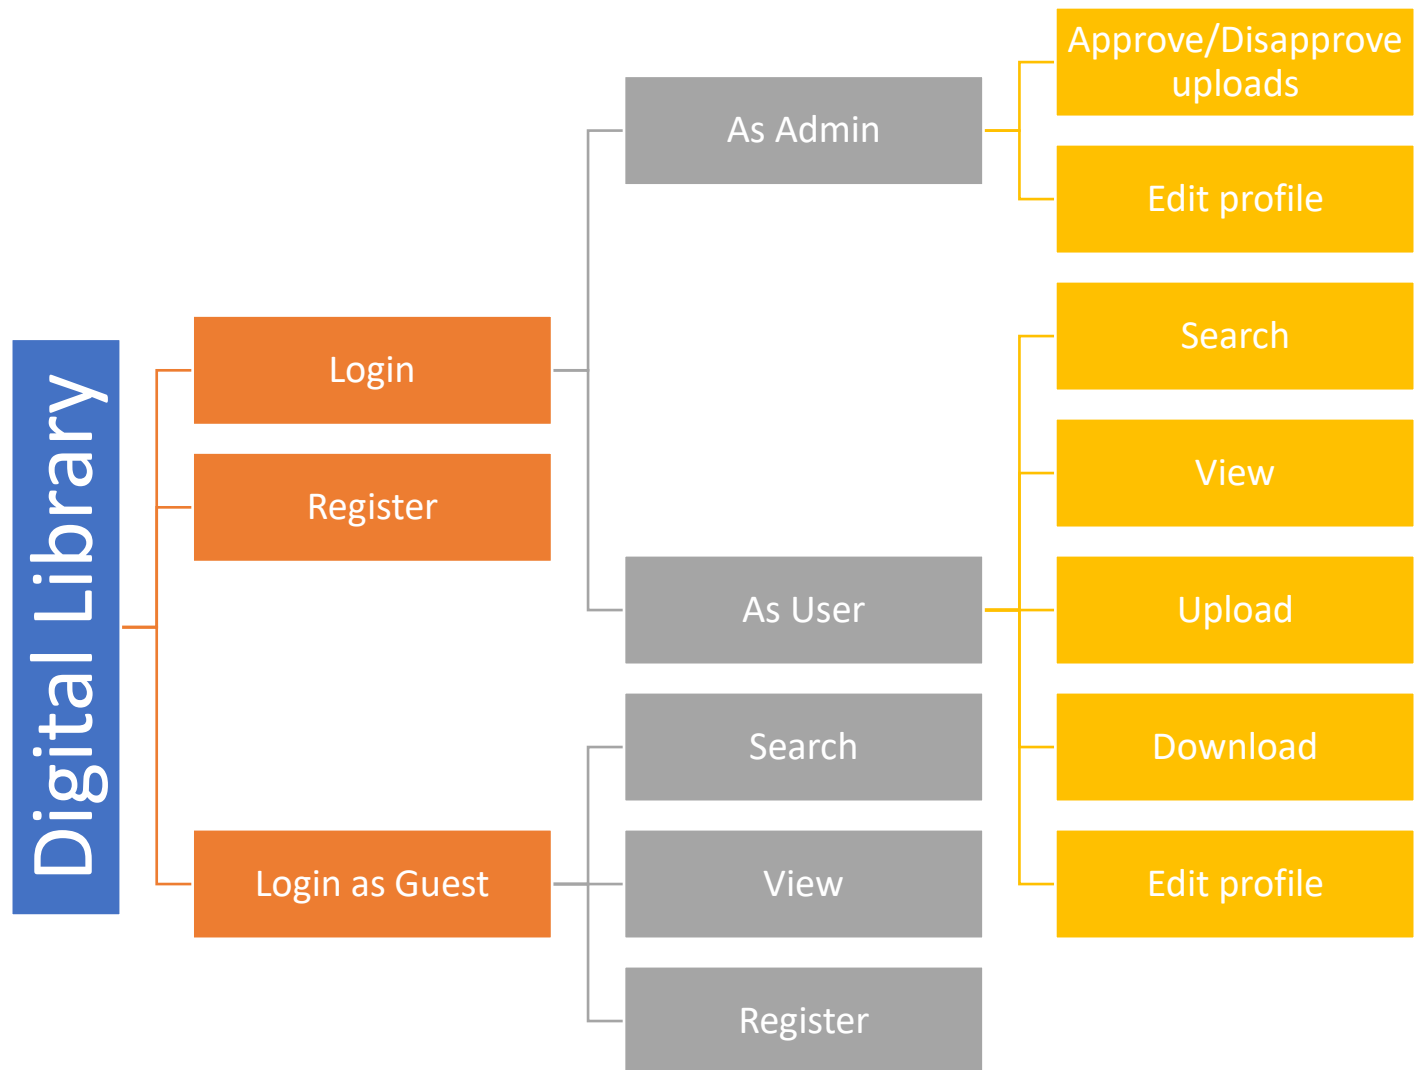 Digital Library
Login
Register
Login as Guest
As Admin
As User
Search
View
Register
Approve/Disapprove
uploads
Edit profile
Search
View
Upload
Download
Edit profile